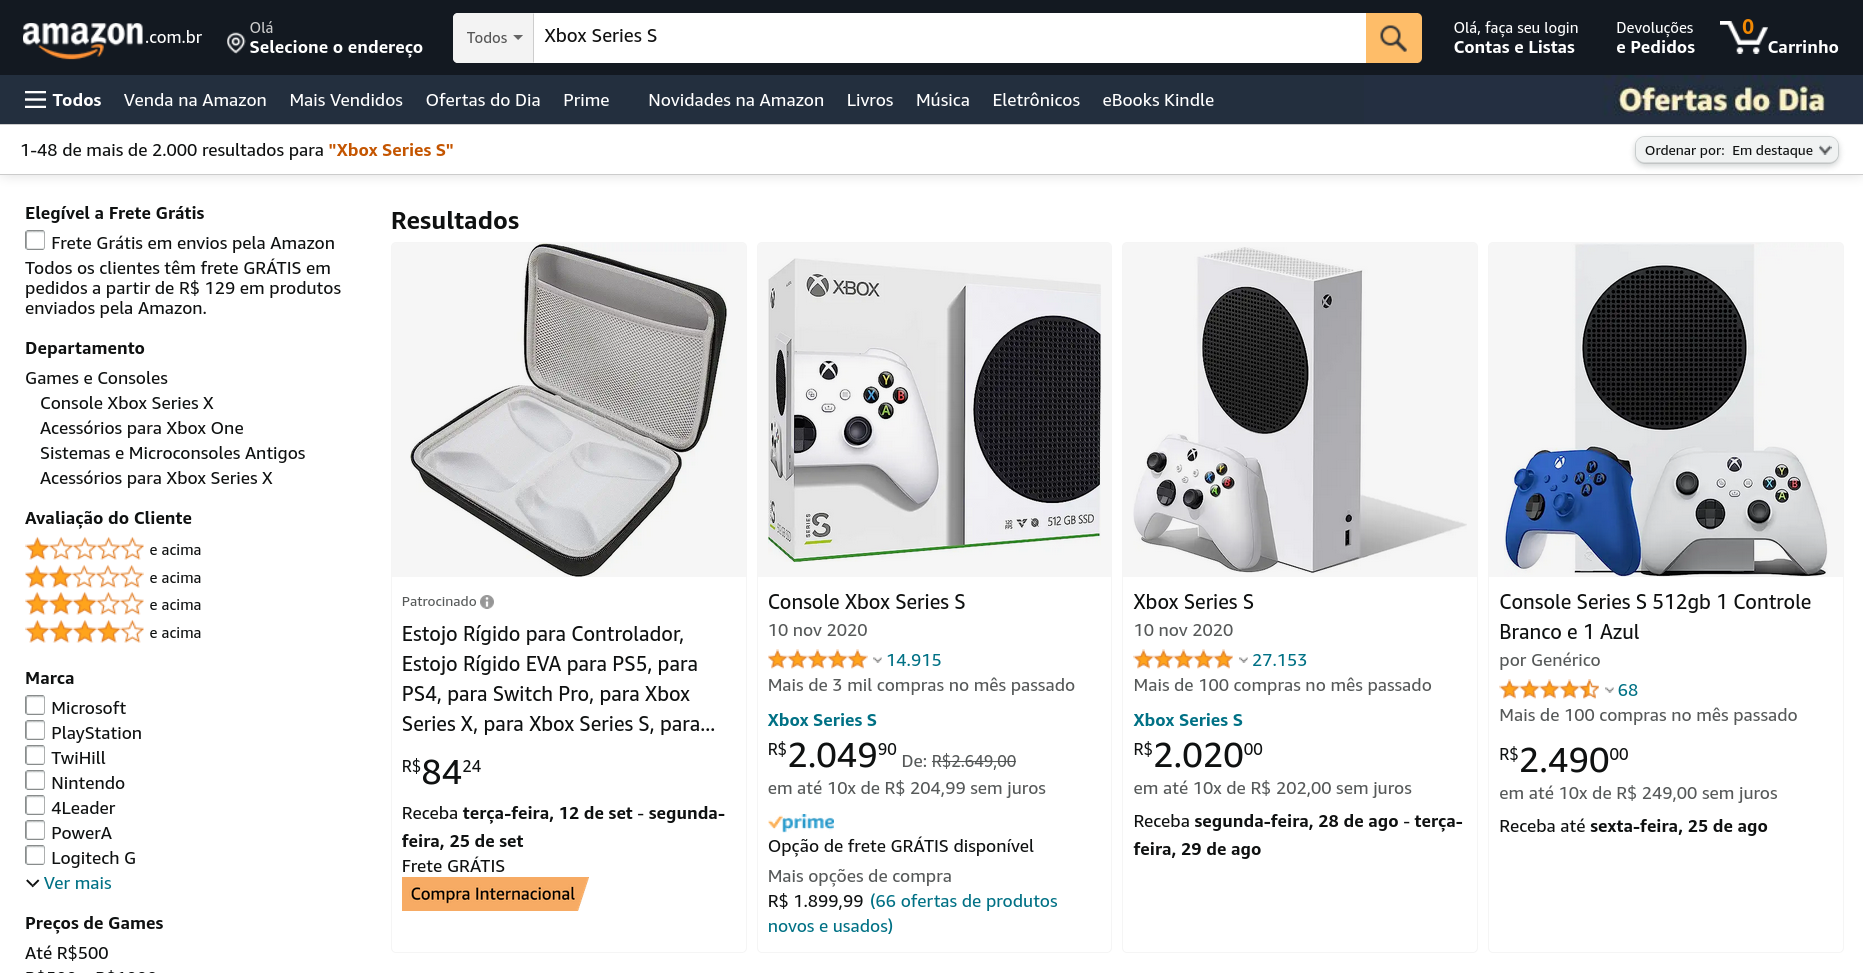 amazon.com.br
Olá
Selecione o endereço
Todos
Xbox Series S
Olá, faça seu login
Contas e Listas
Devoluções
e Pedidos
0
Carrinho
Todos
Venda na Amazon
Mais Vendidos
Ofertas do Dia
Prime
Novidades na Amazon
Livros
Música
Eletrônicos
eBooks Kindle
Ofertas do Dia
1-48 de mais de 2.000 resultados para "Xbox Series S"
Ordenar por: Em destaque
Elegível a Frete Grátis
Frete Grátis em envios pela Amazon
Todos os clientes têm frete GRÁTIS em
pedidos a partir de R$ 129 em produtos
enviados pela Amazon.
Departamento
Games e Consoles
Console Xbox Series X
Acessórios para Xbox One
Sistemas e Microconsoles Antigos
Acessórios para Xbox Series X
Avaliação do Cliente
e acima
e acima
e acima
e acima
Marca
Microsoft
PlayStation
TwiHill
Nintendo
4Leader
PowerA
Logitech G
Ver mais
Preços de Games
Até R$500
Resultados
Patrocinado
Estojo Rígido para Controlador,
Estojo Rígido EVA para PS5, para
PS4, para Switch Pro, para Xbox
Series X, para Xbox Series S, para...
R$8424
Receba terça-feira, 12 de set - segunda-
feira, 25 de set
Frete GRÁTIS
Compra Internacional
XBOX
Y
X
B
A
SERIES S
512 GB SSD
Console Xbox Series S
10 nov 2020
14.915
Mais de 3 mil compras no mês passado
Xbox Series S
R$2.04990 De: R$2.649,00
em até 10x de R$ 204,99 sem juros
prime
Opção de frete GRÁTIS disponível
Mais opções de compra
R$ 1.899,99 (66 ofertas de produtos
novos e usados)
Xbox Series S
10 nov 2020
27.153
Mais de 100 compras no mês passado
Xbox Series S
R$2.02000
em até 10x de R$ 202,00 sem juros
Receba segunda-feira, 28 de ago - terça-
feira, 29 de ago
Console Series S 512gb 1 Controle
Branco e 1 Azul
por Genérico
68
Mais de 100 compras no mês passado
R$2.49000
em até 10x de R$ 249,00 sem juros
Receba até sexta-feira, 25 de ago